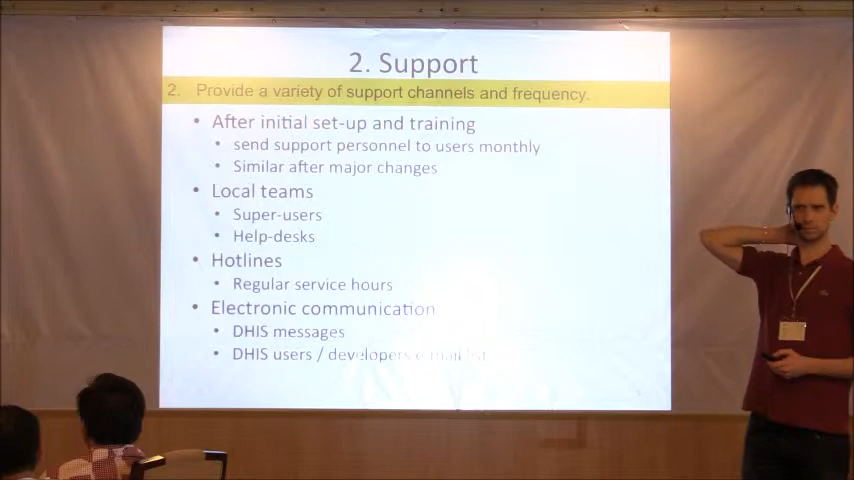 2. Support
2. Provide a variety of support channels and frequency.
• After initial set-up and training
• send support personnel to users monthly
• Similar after major changes
• Local teams
• Super-users
• Help-desks
• Hotlines
• Regular service hours
• Electronic communication
• DHIS messages
• DHIS users / developers e-mail list